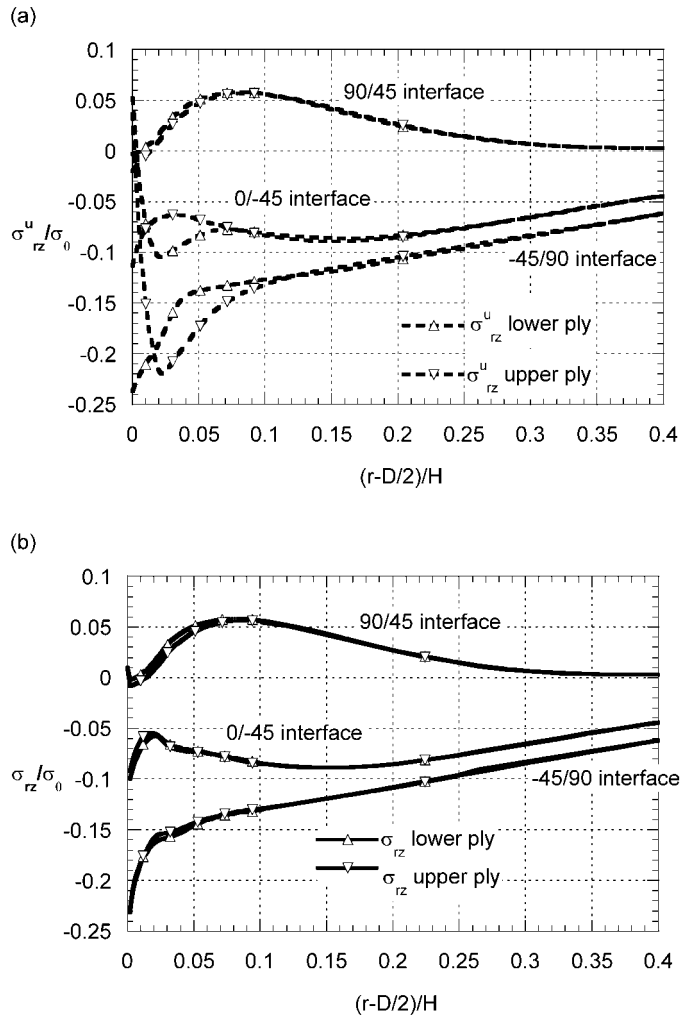 (a)
0.1
0.05
0
-0.05
-0.1
-0.15
-0.2
-0.25
σ^u_rz/σ_0
90/45 interface
0/-45 interface
-45/90 interface
σ^u_rz lower ply
σ^u_rz upper ply
0 0.05 0.1 0.15 0.2 0.25 0.3 0.35 0.4
(r-D/2)/H
(b)
0.1
0.05
0
-0.05
-0.1
-0.15
-0.2
-0.25
σ_rz/σ_0
90/45 interface
0/-45 interface
-45/90 interface
σ_rz lower ply
σ_rz upper ply
0 0.05 0.1 0.15 0.2 0.25 0.3 0.35 0.4
(r-D/2)/H